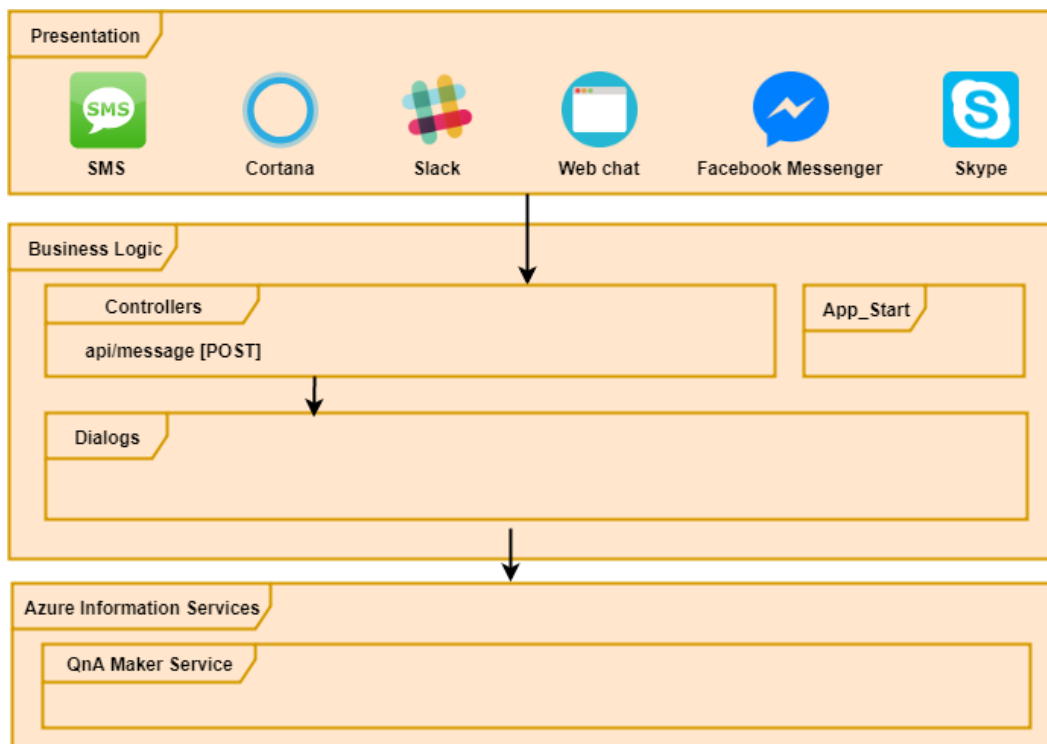 Presentation
SMS
SMS Cortana Slack Web chat Facebook Messenger Skype
Business Logic
Controllers
App_Start
api/message [POST]
Dialogs
Azure Information Services
QnA Maker Service